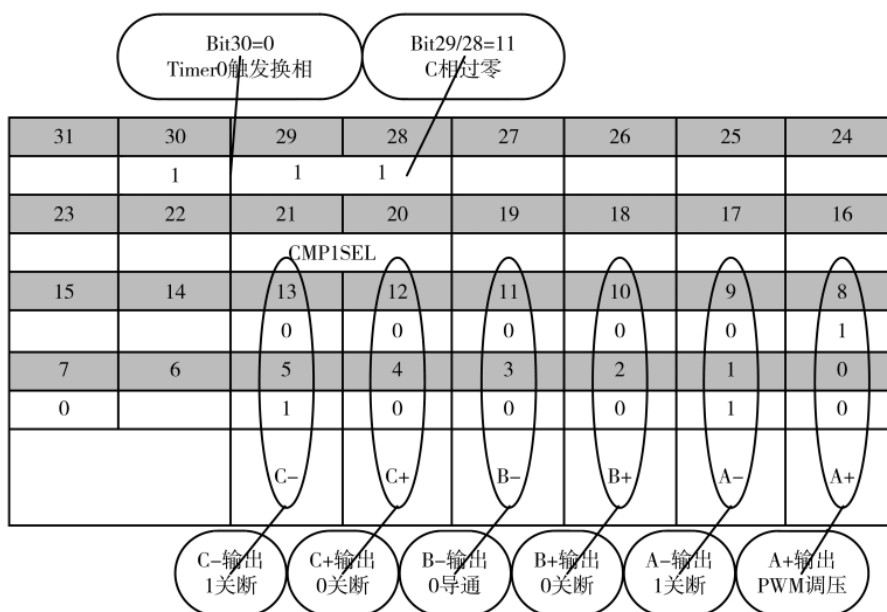 Bit30=0
Timer0触发换相
Bit29/28=11
C相过零
31 30 29 28 27 26 25 24
1 1 1
23 22 21 20 19 18 17 16
CMP1SEL
15 14 13 12 11 10 9 8
0 0 0 0 0 1
7 6 5 4 3 2 1 0
0 1 0 0 0 1 0
C− C+ B− B+ A− A+
C−输出
1关断
C+输出
0关断
B−输出
0导通
B+输出
0关断
A−输出
1关断
A+输出
PWM调压